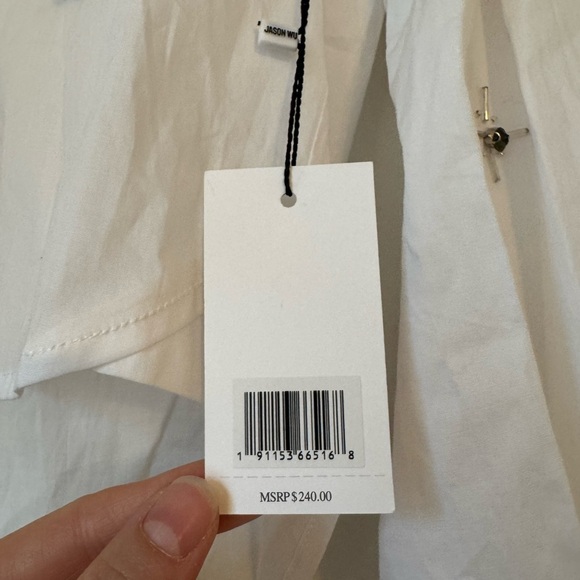 JASON WU
1 91153 66516 8
MSRP $ 240.00